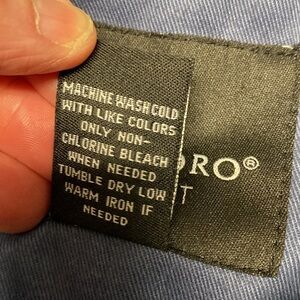 MACHINE WASH COLD
WITH LIKE COLORS
ONLY NON-
CHLORINE BLEACH
WHEN NEEDED
TUMBLE DRY LOW
WARM IRON IF
NEEDED
ORO®
T